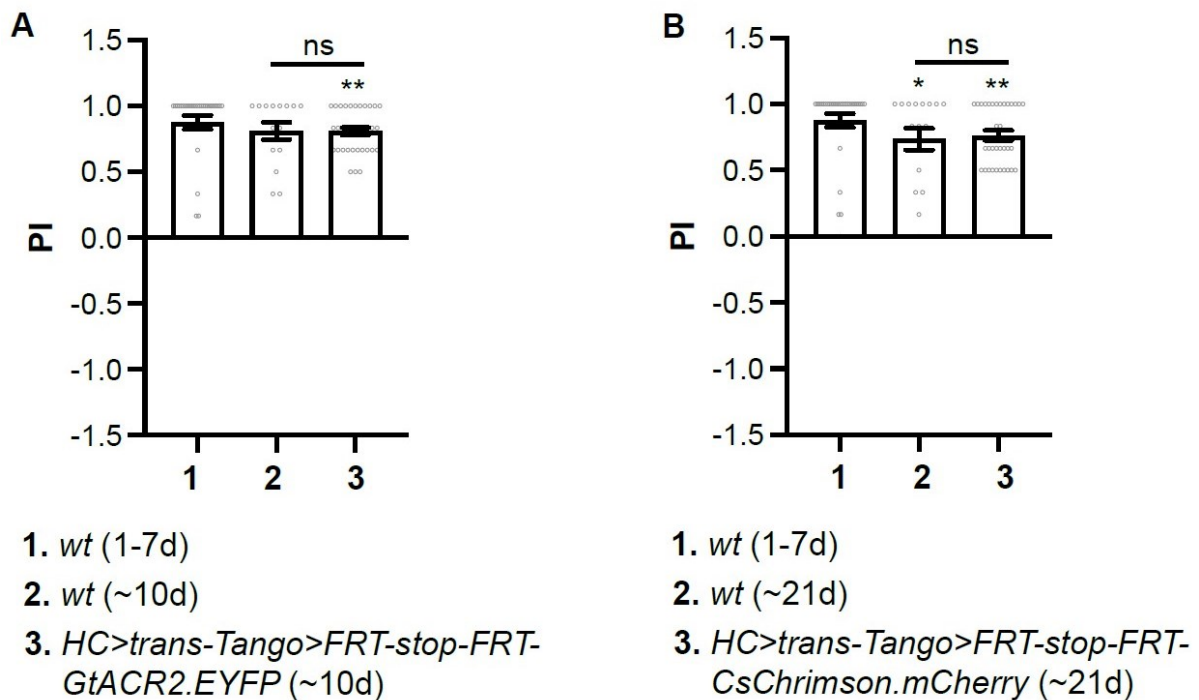 A
1.5
1.0
0.5
0.0
-0.5
-1.0
-1.5
PI
ns
**
1 2 3
1. wt (1-7d)
2. wt (~10d)
3. HC>trans-Tango>FRT-stop-FRT-
GtACR2.EYFP (~10d)
B
1.5
1.0
0.5
0.0
-0.5
-1.0
-1.5
PI
ns
* **
1 2 3
1. wt (1-7d)
2. wt (~21d)
3. HC>trans-Tango>FRT-stop-FRT-
CsChrimson.mCherry (~21d)